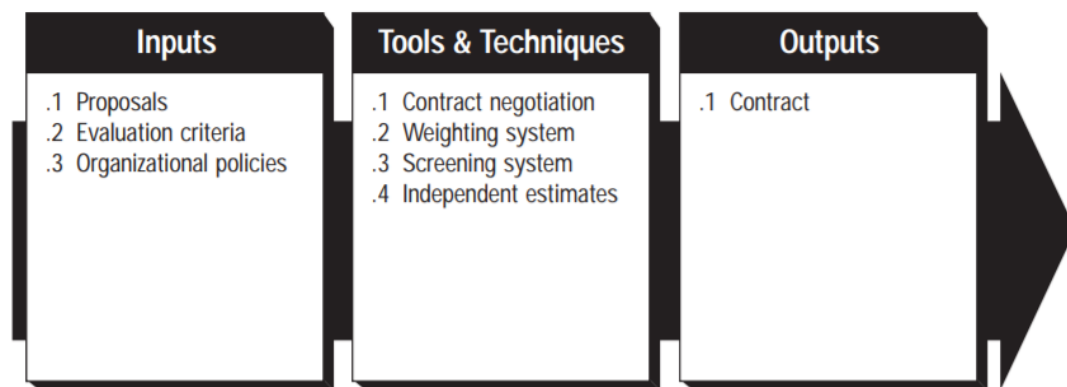 Inputs
.1 Proposals
.2 Evaluation criteria
.3 Organizational policies
Tools & Techniques
.1 Contract negotiation
.2 Weighting system
.3 Screening system
.4 Independent estimates
Outputs
.1 Contract